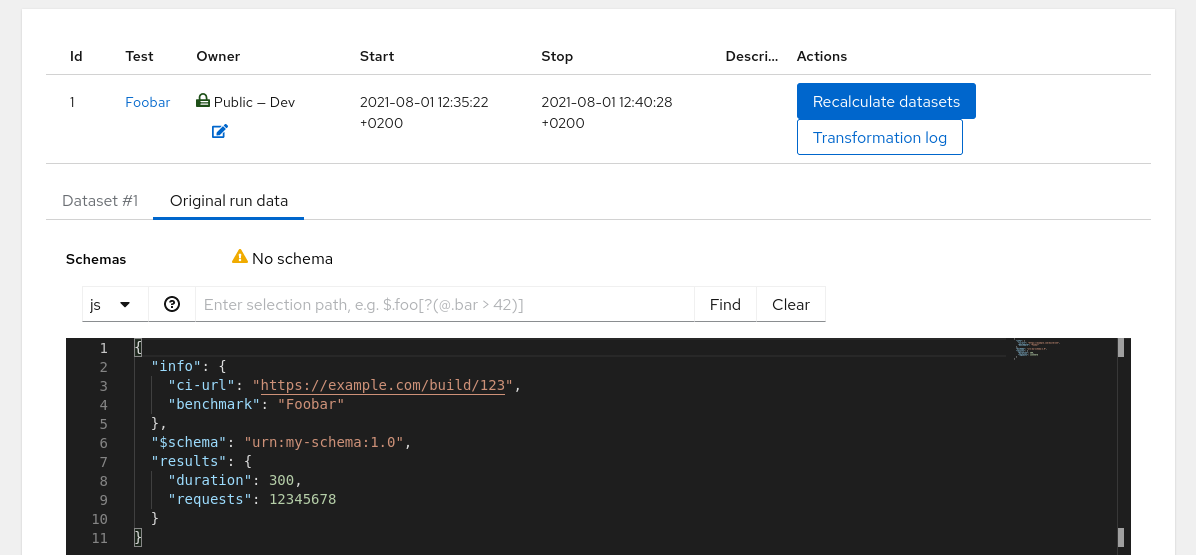 Id Test Owner Start Stop Descri... Actions
1 Foobar Public – Dev 2021-08-01 12:35:22 +0200 2021-08-01 12:40:28 +0200 Recalculate datasets
Transformation log
Dataset #1 Original run data
Schemas No schema
js Enter selection path, e.g. $.foo[?(@.bar > 42)] Find Clear
1 {
2 "info": {
3 "ci-url": "https://example.com/build/123",
4 "benchmark": "Foobar"
5 },
6 "$schema": "urn:my-schema:1.0",
7 "results": {
8 "duration": 300,
9 "requests": 12345678
10 }
11 }